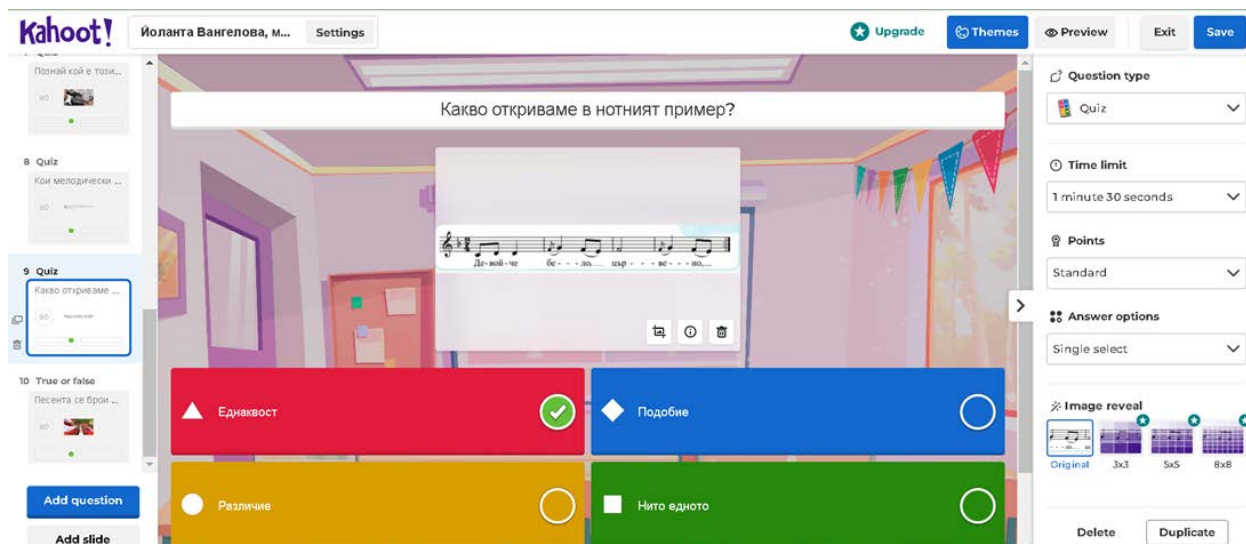 Kahoot!
Йоланта Вангелова, м...
Settings
Upgrade
Themes
Preview
Exit
Save
Quiz
Познай кой е този...
8 Quiz
Кои мелодически ...
9 Quiz
Какво откриваме ...
10 True or false
Песента се брои ...
Add question
Add slide
Какво откриваме в нотният пример?
Де-вой-че бе - - - ло, цър - - - ве - - но,
Еднаквост
Подобие
Различие
Нито едното
Question type
Quiz
Time limit
1 minute 30 seconds
Points
Standard
Answer options
Single select
Image reveal
Original
3x3
5x5
8x8
Delete
Duplicate